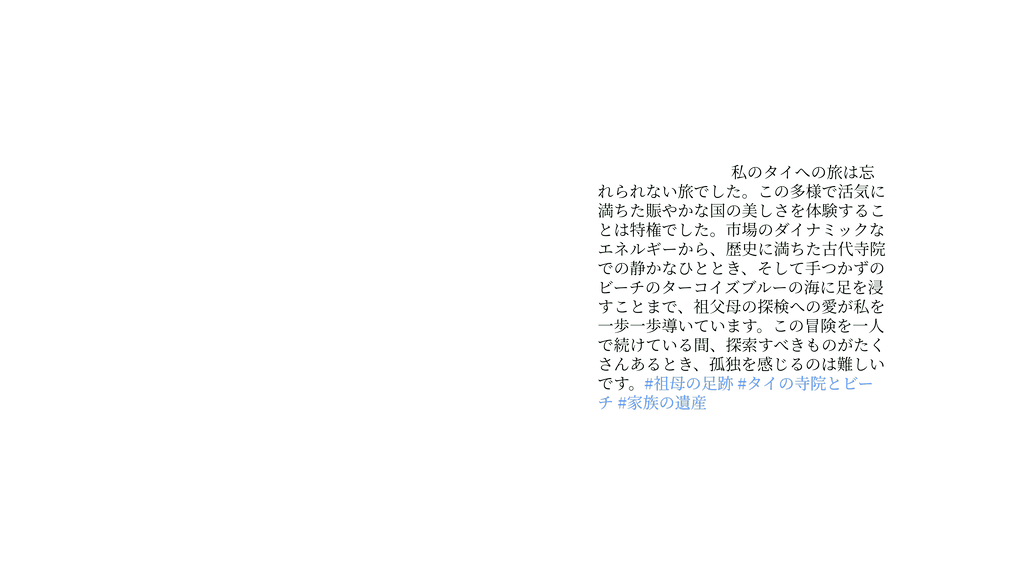 私のタイへの旅は忘
れられない旅でした。この多様で活気に
満ちた賑やかな国の美しさを体験するこ
とは特権でした。市場のダイナミックな
エネルギーから、歴史に満ちた古代寺院
での静かなひととき、そして手つかずの
ビーチのターコイズブルーの海に足を浸
すことまで、祖父母の探検への愛が私を
一歩一歩導いています。この冒険を一人
で続けている間、探索すべきものがたく
さんあるとき、孤独を感じるのは難しい
です。#祖母の足跡 #タイの寺院とビー
チ #家族の遺産